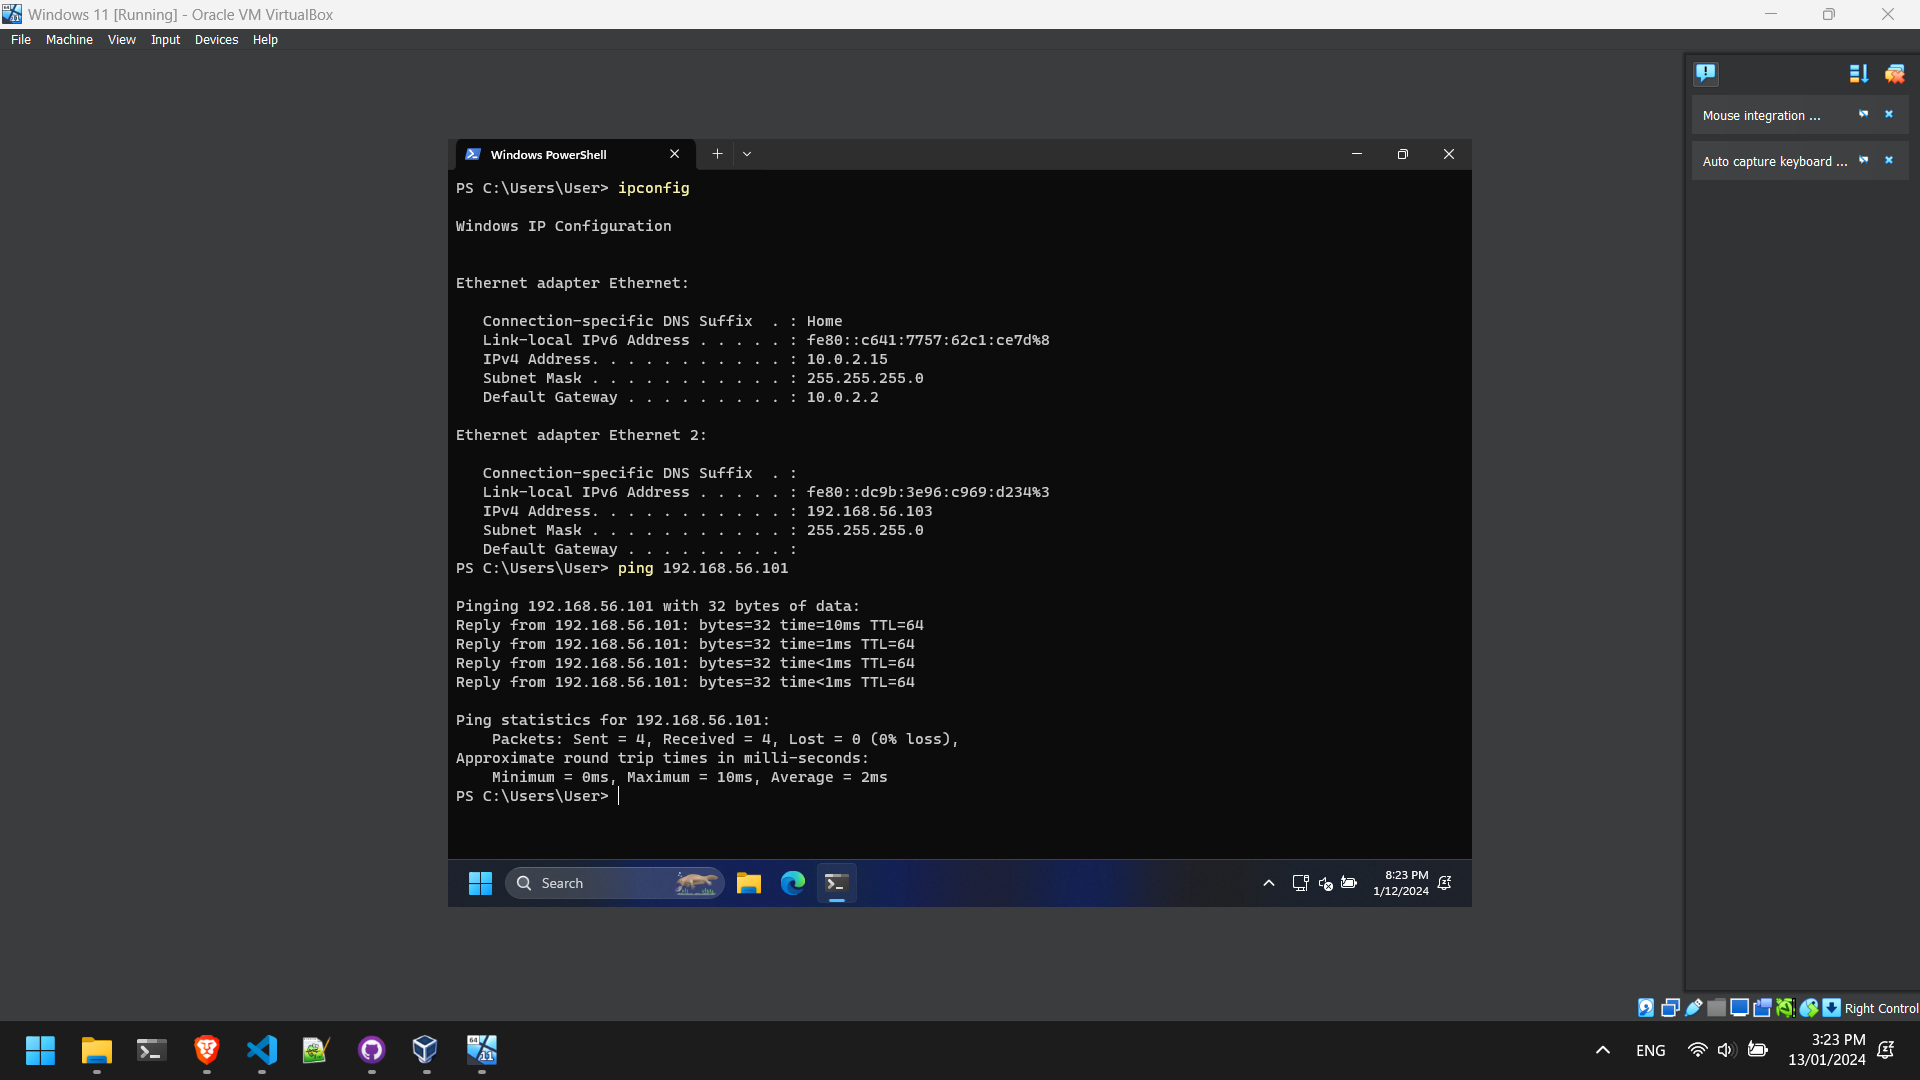 Windows 11 [Running] - Oracle VM VirtualBox
File Machine View Input Devices Help
Mouse integration ...
Auto capture keyboard ...
Windows PowerShell
PS C:\Users\User> ipconfig
Windows IP Configuration
Ethernet adapter Ethernet:
Connection-specific DNS Suffix . : Home
Link-local IPv6 Address . . . . . : fe80::c641:7757:62c1:ce7d%8
IPv4 Address. . . . . . . . . . . : 10.0.2.15
Subnet Mask . . . . . . . . . . . : 255.255.255.0
Default Gateway . . . . . . . . . : 10.0.2.2
Ethernet adapter Ethernet 2:
Connection-specific DNS Suffix . :
Link-local IPv6 Address . . . . . : fe80::dc9b:3e96:c969:d234%3
IPv4 Address. . . . . . . . . . . : 192.168.56.103
Subnet Mask . . . . . . . . . . . : 255.255.255.0
Default Gateway . . . . . . . . . :
PS C:\Users\User> ping 192.168.56.101
Pinging 192.168.56.101 with 32 bytes of data:
Reply from 192.168.56.101: bytes=32 time=10ms TTL=64
Reply from 192.168.56.101: bytes=32 time=1ms TTL=64
Reply from 192.168.56.101: bytes=32 time<1ms TTL=64
Reply from 192.168.56.101: bytes=32 time<1ms TTL=64
Ping statistics for 192.168.56.101:
Packets: Sent = 4, Received = 4, Lost = 0 (0% loss),
Approximate round trip times in milli-seconds:
Minimum = 0ms, Maximum = 10ms, Average = 2ms
PS C:\Users\User>
Search
8:23 PM
1/12/2024
Right Control
64
11
ENG
3:23 PM
13/01/2024